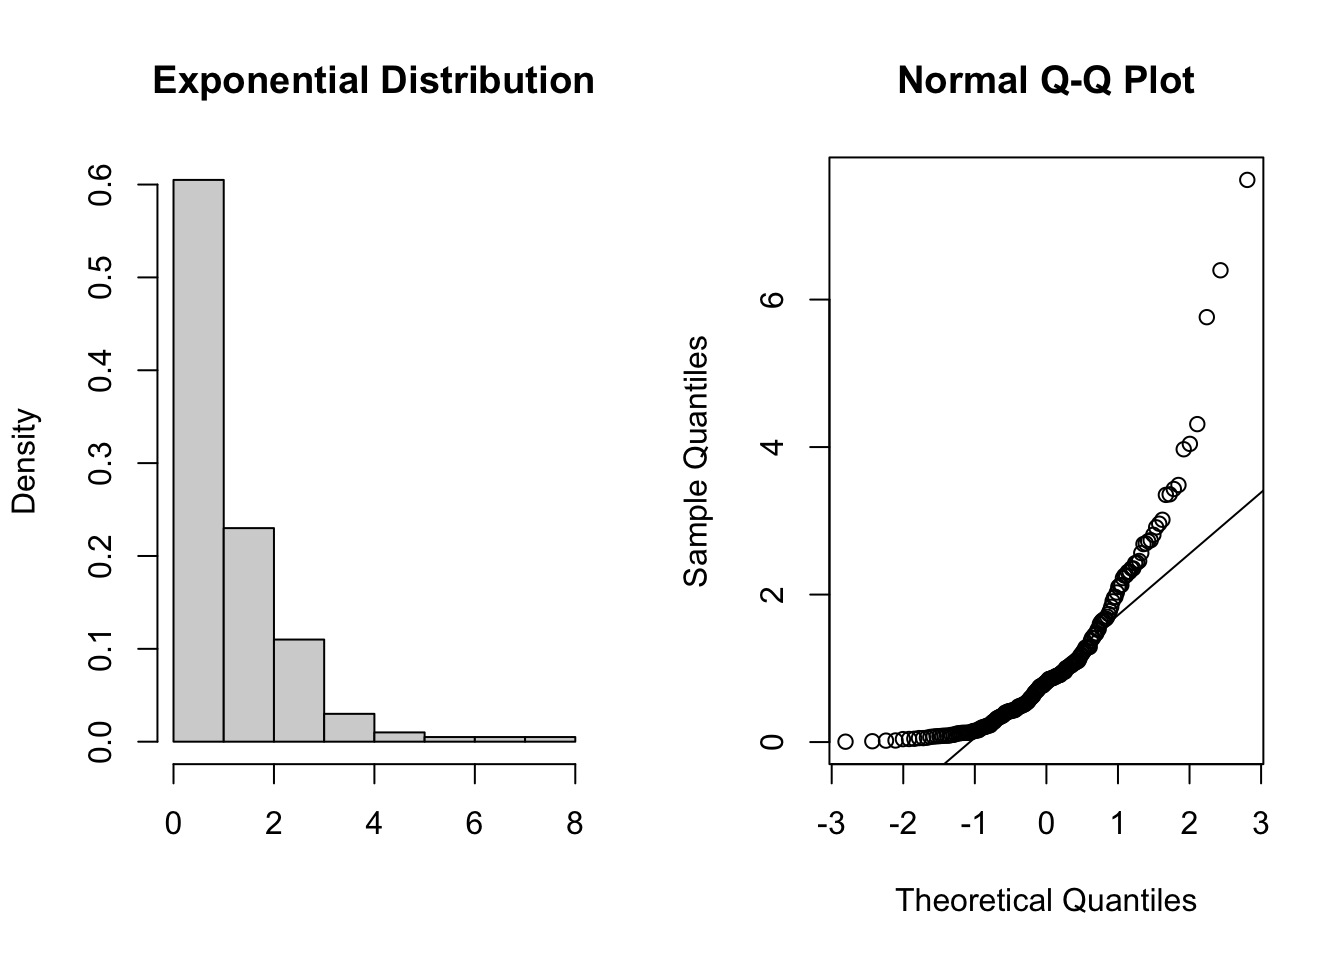 Exponential Distribution
Density
0.6
0.5
0.4
0.3
0.2
0.1
0.0
0 2 4 6 8
Normal Q-Q Plot
Sample Quantiles
6
4
2
0
-3 -2 -1 0 1 2 3
Theoretical Quantiles